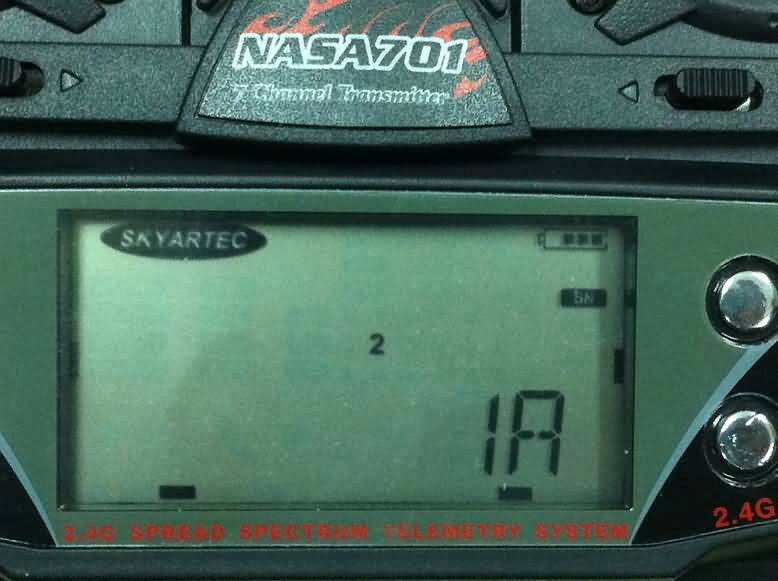 NASA701
7 Channel Transmitter
SKYARTEC
SN
2
1A
2.4G SPREAD SPECTRUM TELEMETRY SYSTEM
2.4G